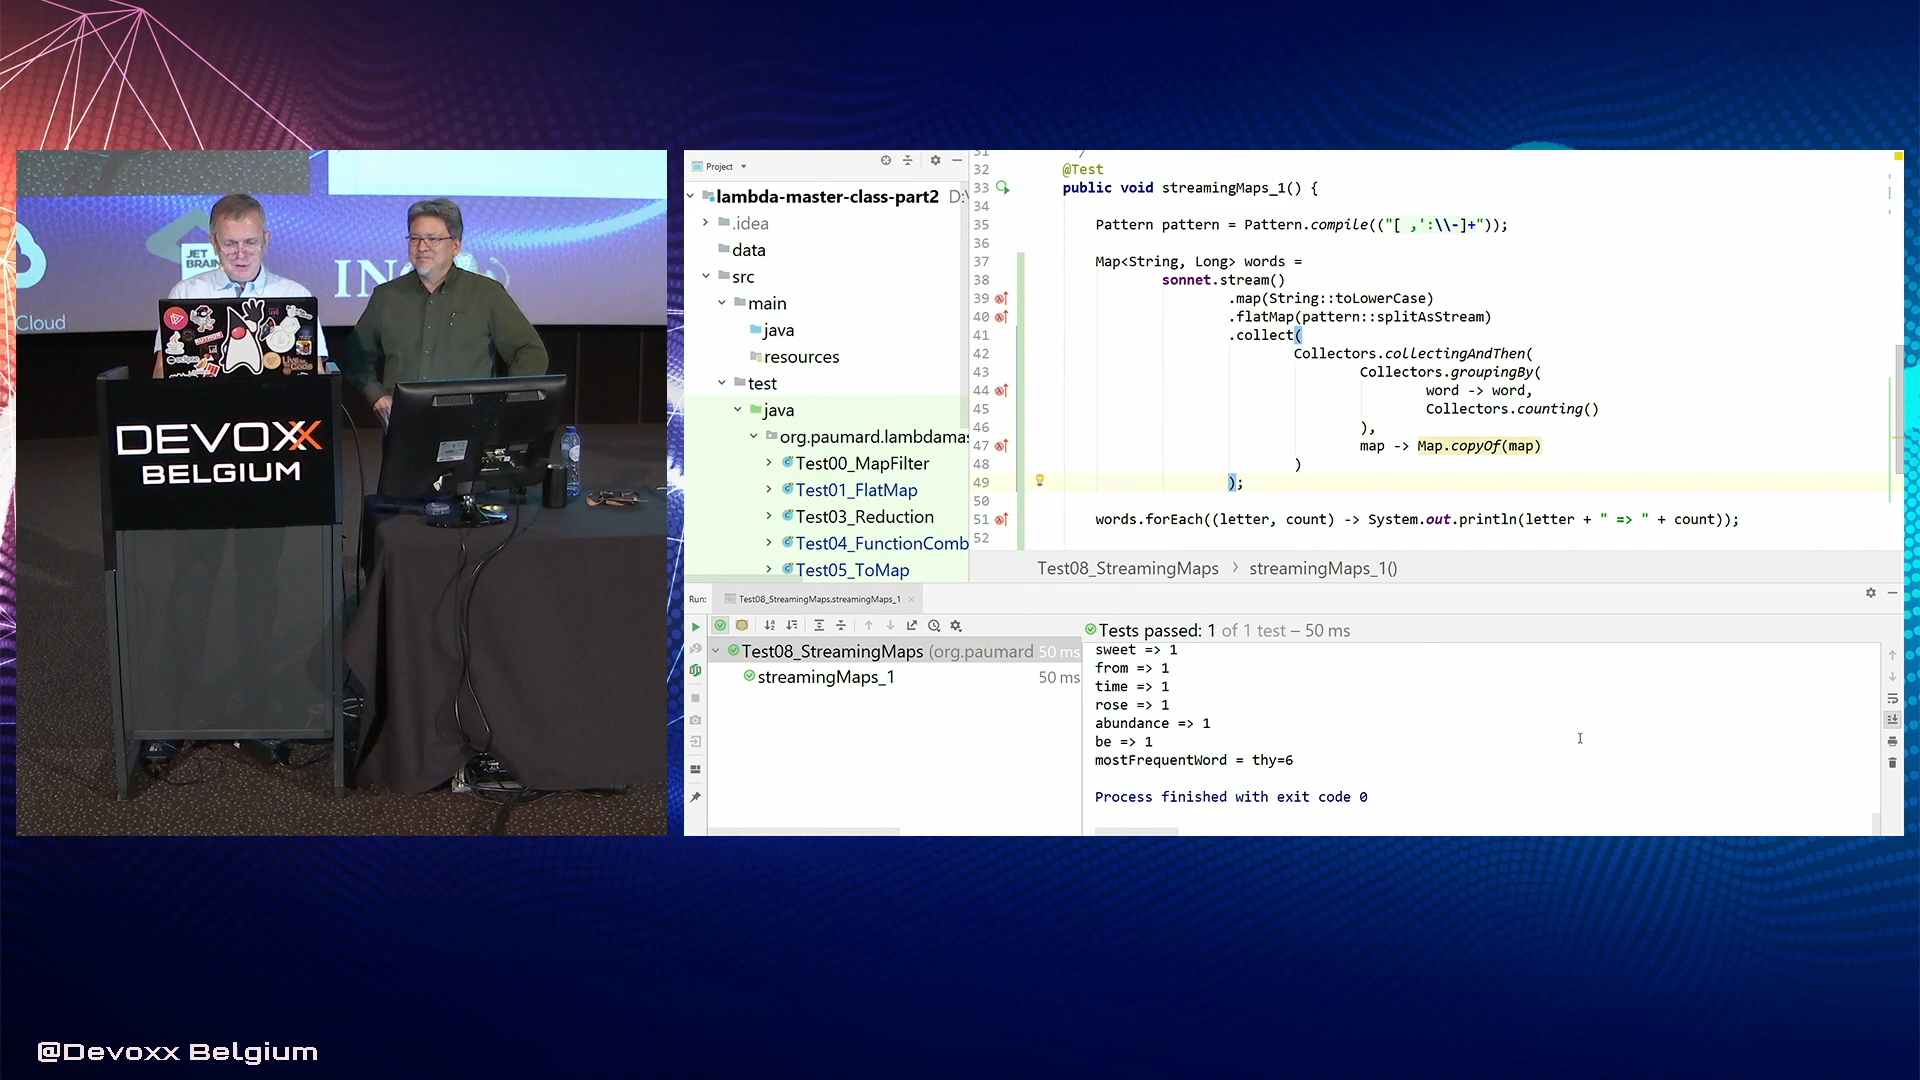 Cloud
JET
BRAINS
ING
AUTHOR
eclipse
DEVOXX
BELGIUM
Project
lambda-master-class-part2 D:\
.idea
data
src
main
java
resources
test
java
org.paumard.lambdamas
Test00_MapFilter
Test01_FlatMap
Test03_Reduction
Test04_FunctionComb
Test05_ToMap
31
32 @Test
33 public void streamingMaps_1() {
34
35 Pattern pattern = Pattern.compile(("[ ,':\\-]+"));
36
37 Map<String, Long> words =
38 sonnet.stream()
39 .map(String::toLowerCase)
40 .flatMap(pattern::splitAsStream)
41 .collect(
42 Collectors.collectingAndThen(
43 Collectors.groupingBy(
44 word -> word,
45 Collectors.counting()
46 ),
47 map -> Map.copyOf(map)
48 )
49 );
50
51 words.forEach((letter, count) -> System.out.println(letter + " => " + count));
52
Test08_StreamingMaps > streamingMaps_1()
Run: Test08_StreamingMaps.streamingMaps_1
Tests passed: 1 of 1 test – 50 ms
Test08_StreamingMaps (org.paumard 50 ms
streamingMaps_1 50 ms
sweet => 1
from => 1
time => 1
rose => 1
abundance => 1
be => 1
mostFrequentWord = thy=6
Process finished with exit code 0
@Devoxx Belgium